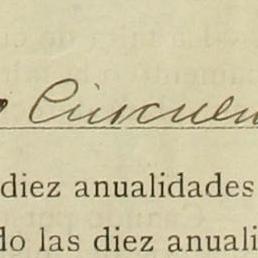 Cincuen
diez anualidades
do las diez anuali